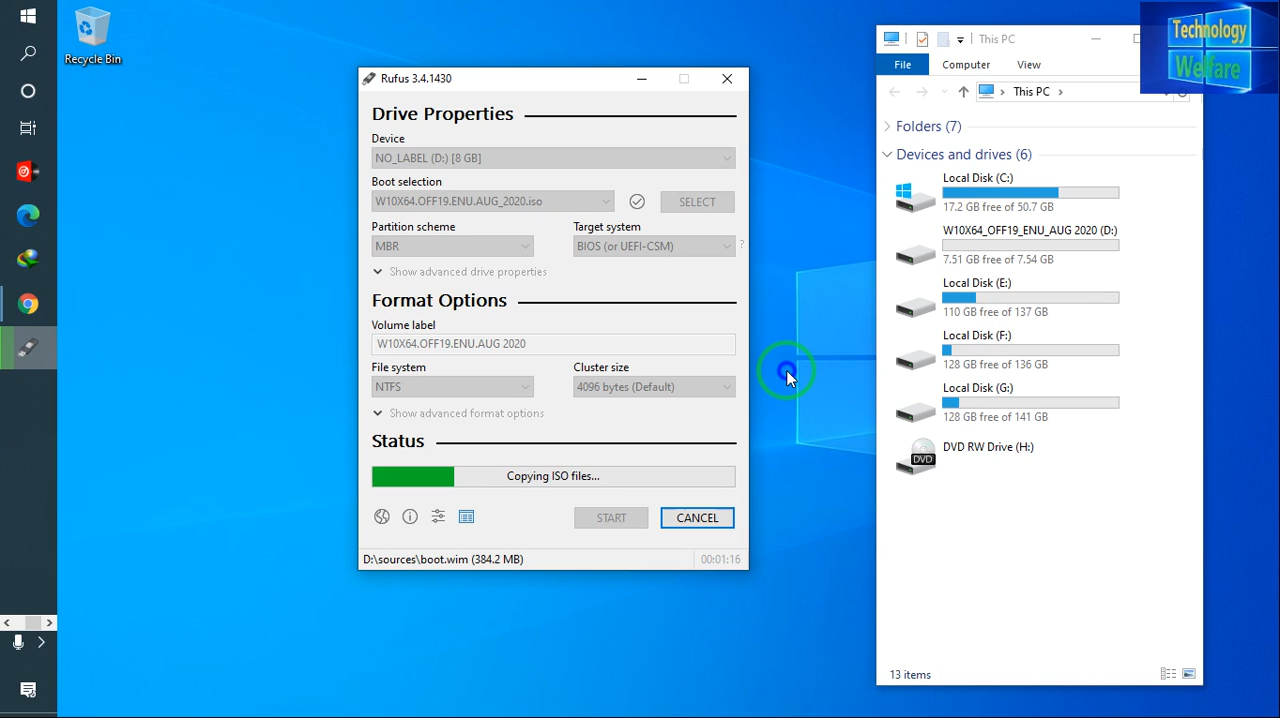 Recycle Bin
Rufus 3.4.1430
Drive Properties
Device
NO_LABEL (D:) [8 GB]
Boot selection
W10X64.OFF19.ENU.AUG_2020.iso
SELECT
Partition scheme
Target system
MBR
BIOS (or UEFI-CSM)
?
Show advanced drive properties
Format Options
Volume label
W10X64.OFF19.ENU.AUG 2020
File system
Cluster size
NTFS
4096 bytes (Default)
Show advanced format options
Status
Copying ISO files...
START
CANCEL
D:\sources\boot.wim (384.2 MB)
00:01:16
This PC
File
Computer
View
This PC
Folders (7)
Devices and drives (6)
Local Disk (C:)
17.2 GB free of 50.7 GB
W10X64_OFF19_ENU_AUG 2020 (D:)
7.51 GB free of 7.54 GB
Local Disk (E:)
110 GB free of 137 GB
Local Disk (F:)
128 GB free of 136 GB
Local Disk (G:)
128 GB free of 141 GB
DVD RW Drive (H:)
DVD
13 items
Technology
Welfare